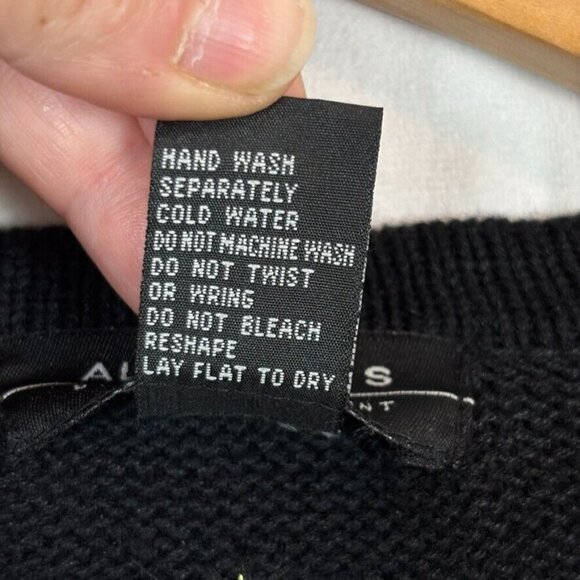 HAND WASH
SEPARATELY
COLD WATER
DO NOT MACHINE WASH
DO NOT TWIST
OR WRING
DO NOT BLEACH
RESHAPE
LAY FLAT TO DRY